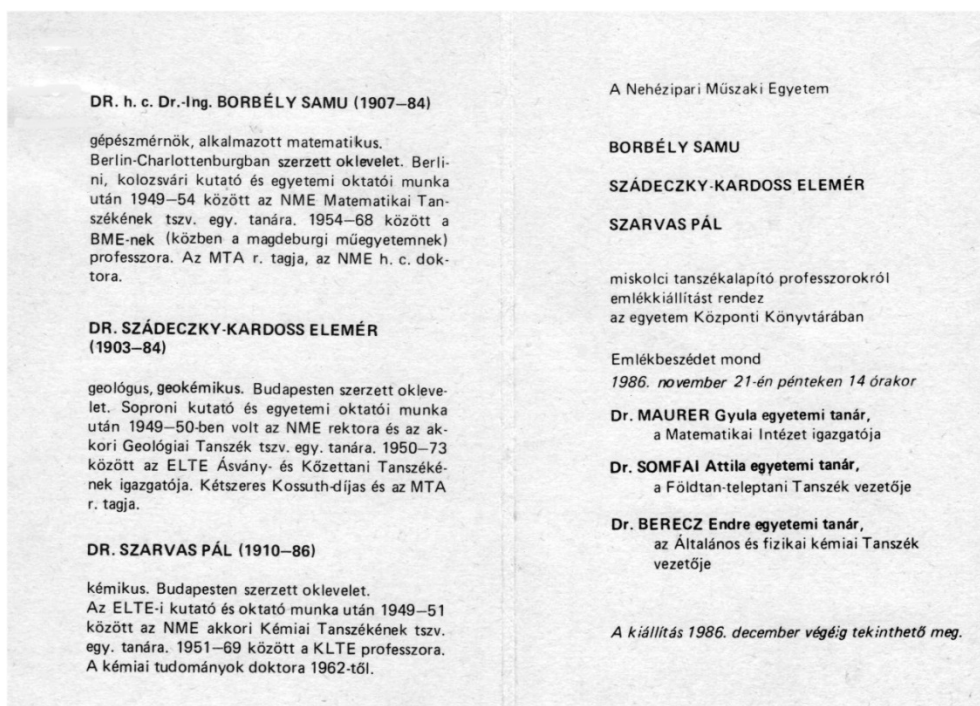 DR. h. c. Dr.-Ing. BORBÉLY SAMU (1907–84)
gépészmérnök, alkalmazott matematikus.
Berlin-Charlottenburgban szerzett oklevelet. Berli-
ni, kolozsvári kutató és egyetemi oktatói munka
után 1949–54 között az NME Matematikai Tan-
székének tszv. egy. tanára. 1954–68 között a
BME-nek (közben a magdeburgi műegyetemnek)
professzora. Az MTA r. tagja, az NME h. c. dok-
tora.
DR. SZÁDECZKY-KARDOSS ELEMÉR
(1903–84)
geológus, geokémikus. Budapesten szerzett okleve-
let. Soproni kutató és egyetemi oktatói munka
után 1949–50-ben volt az NME rektora és az ak-
kori Geológiai Tanszék tszv. egy. tanára. 1950–73
között az ELTE Ásvány- és Kőzettani Tanszéké-
nek igazgatója. Kétszeres Kossuth-díjas és az MTA
r. tagja.
DR. SZARVAS PÁL (1910–86)
kémikus. Budapesten szerzett oklevelet.
Az ELTE-i kutató és oktató munka után 1949–51
között az NME akkori Kémiai Tanszékének tszv.
egy. tanára. 1951–69 között a KLTE professzora.
A kémiai tudományok doktora 1962-től.
A Nehézipari Műszaki Egyetem
BORBÉLY SAMU
SZÁDECZKY-KARDOSS ELEMÉR
SZARVAS PÁL
miskolci tanszékalapító professzorokról
emlékkiállítást rendez
az egyetem Központi Könyvtárában
Emlékbeszédet mond
1986. november 21-én pénteken 14 órakor
Dr. MAURER Gyula egyetemi tanár,
a Matematikai Intézet igazgatója
Dr. SOMFAI Attila egyetemi tanár,
a Földtan-teleptani Tanszék vezetője
Dr. BERECZ Endre egyetemi tanár,
az Általános és fizikai kémiai Tanszék
vezetője
A kiállítás 1986. december végéig tekinthető meg.